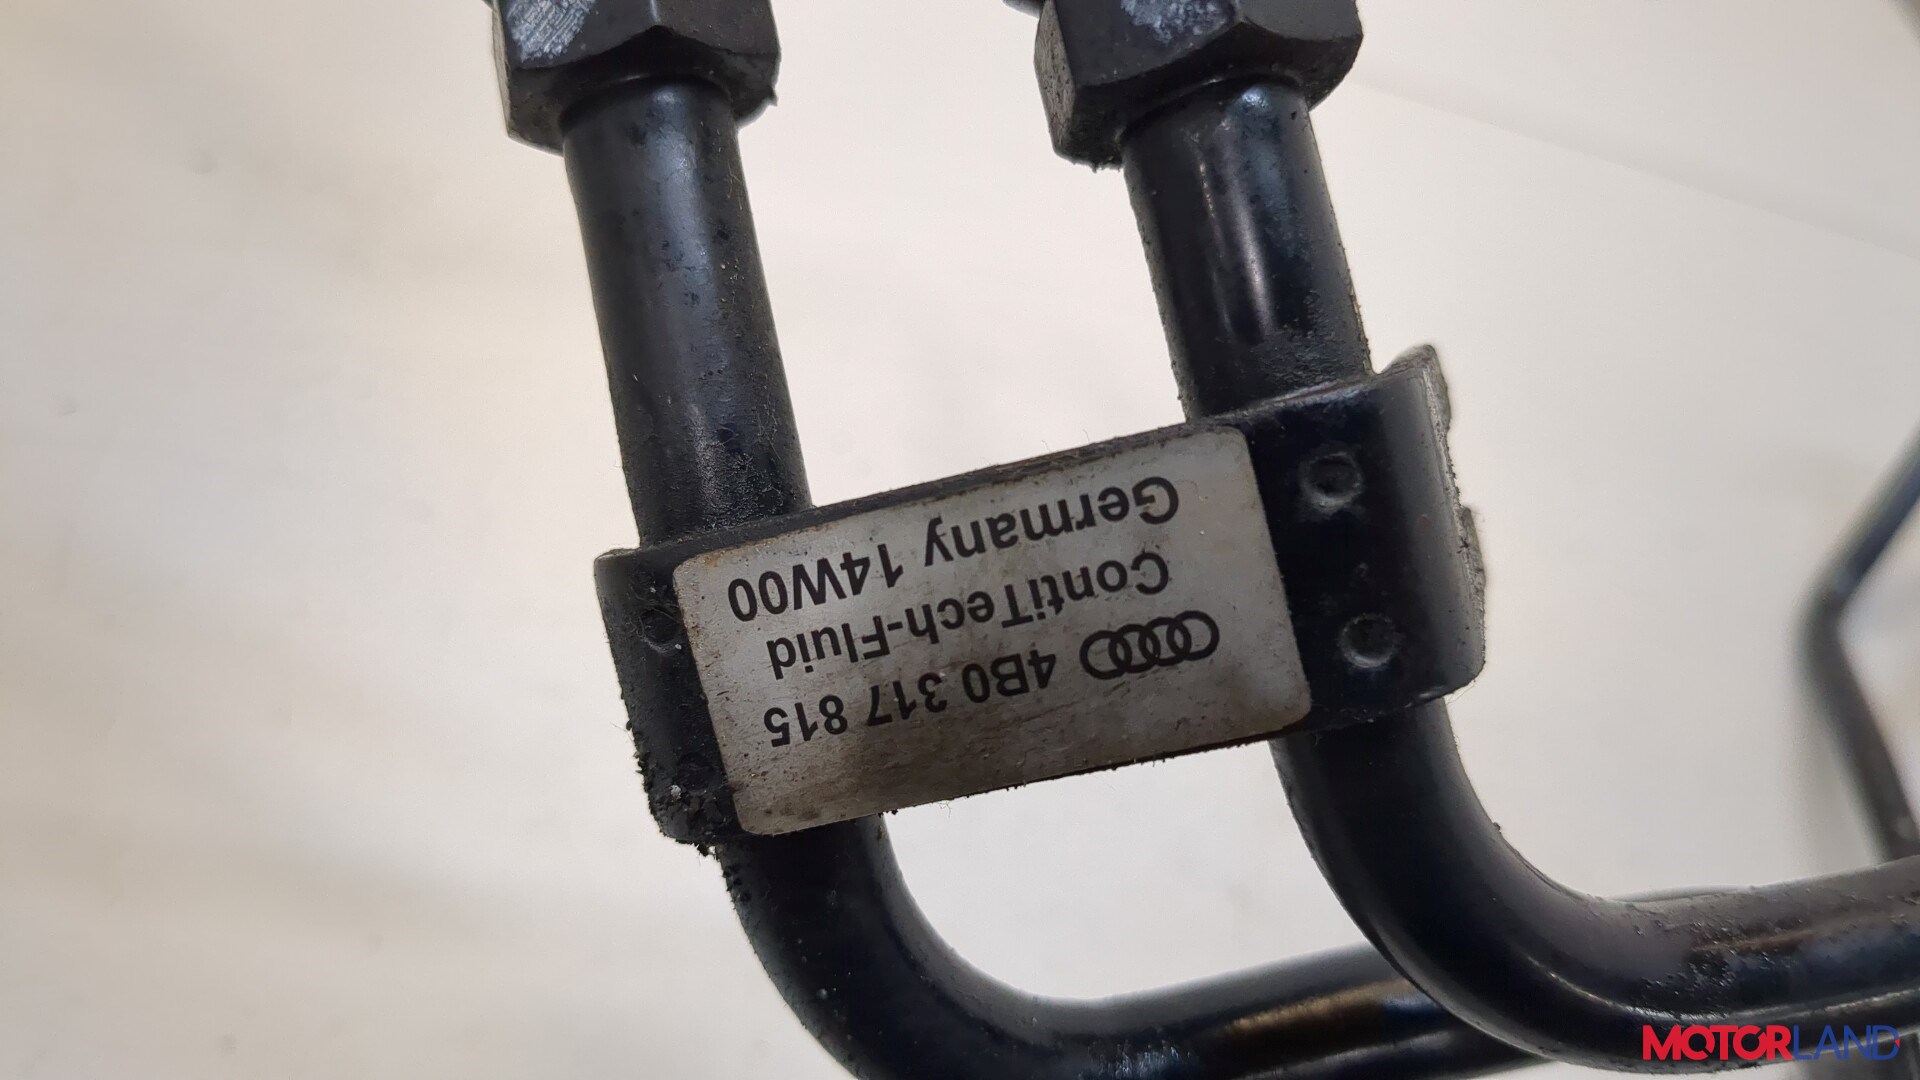 4B0 317 815
ContiTech-Fluid
Germany 14W00
MOTORLAND